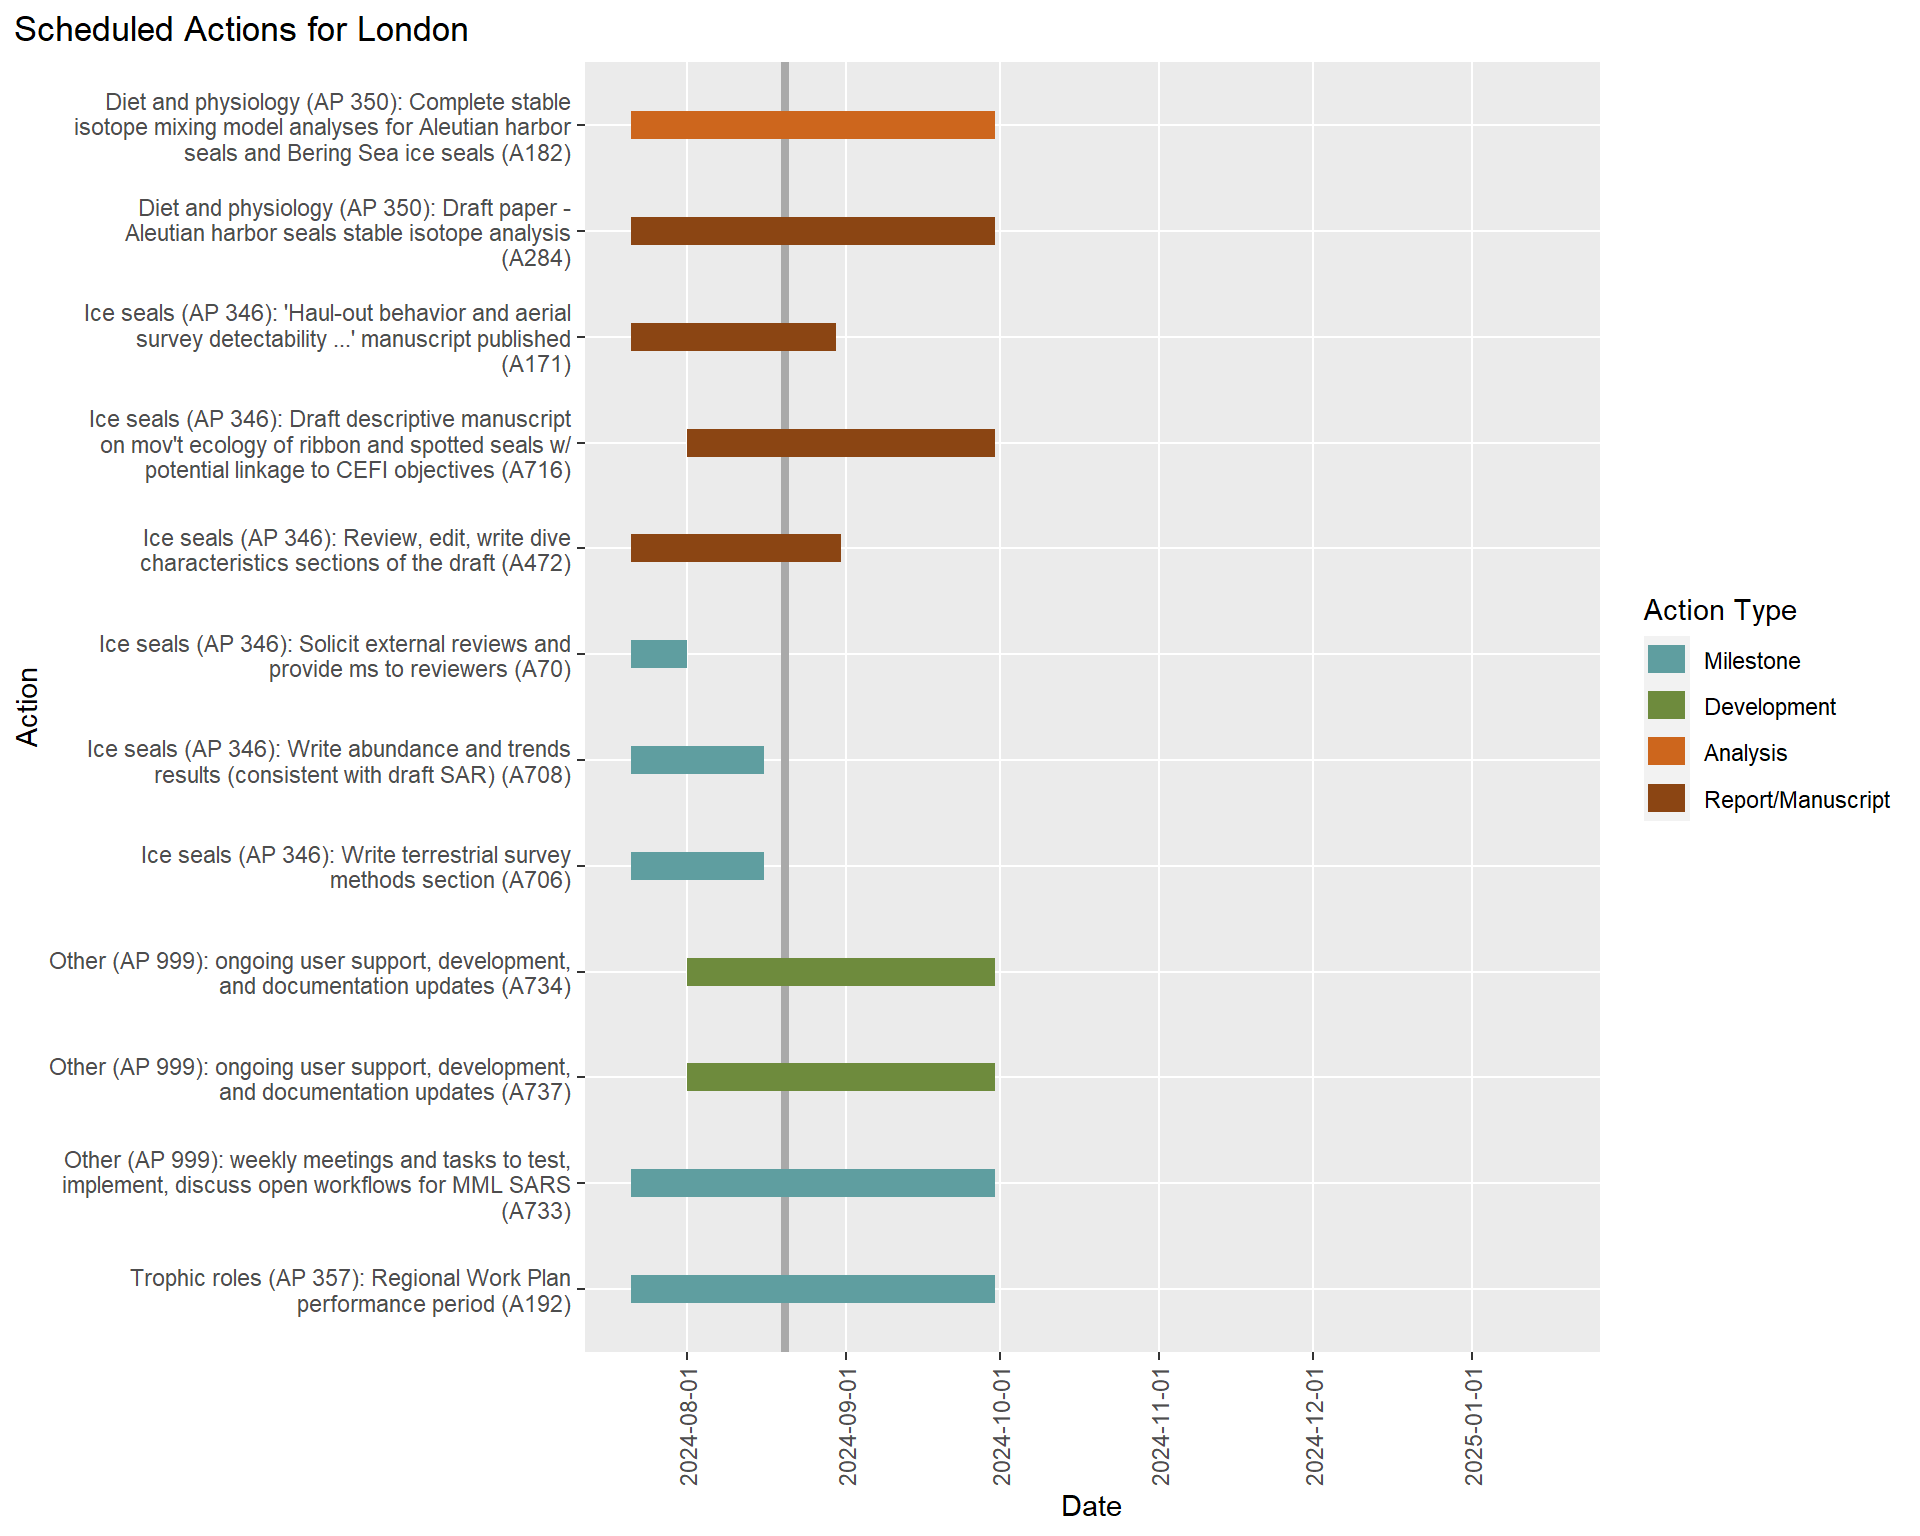 Scheduled Actions for London
Diet and physiology (AP 350): Complete stable
isotope mixing model analyses for Aleutian harbor
seals and Bering Sea ice seals (A182)
Diet and physiology (AP 350): Draft paper -
Aleutian harbor seals stable isotope analysis
(A284)
Ice seals (AP 346): 'Haul-out behavior and aerial
survey detectability ...' manuscript published
(A171)
Ice seals (AP 346): Draft descriptive manuscript
on mov't ecology of ribbon and spotted seals w/
potential linkage to CEFI objectives (A716)
Ice seals (AP 346): Review, edit, write dive
characteristics sections of the draft (A472)
Ice seals (AP 346): Solicit external reviews and
provide ms to reviewers (A70)
Ice seals (AP 346): Write abundance and trends
results (consistent with draft SAR) (A708)
Ice seals (AP 346): Write terrestrial survey
methods section (A706)
Other (AP 999): ongoing user support, development,
and documentation updates (A734)
Other (AP 999): ongoing user support, development,
and documentation updates (A737)
Other (AP 999): weekly meetings and tasks to test,
implement, discuss open workflows for MML SARS
(A733)
Trophic roles (AP 357): Regional Work Plan
performance period (A192)
Action
2024-08-01
2024-09-01
2024-10-01
2024-11-01
2024-12-01
2025-01-01
Date
Action Type
Milestone
Development
Analysis
Report/Manuscript